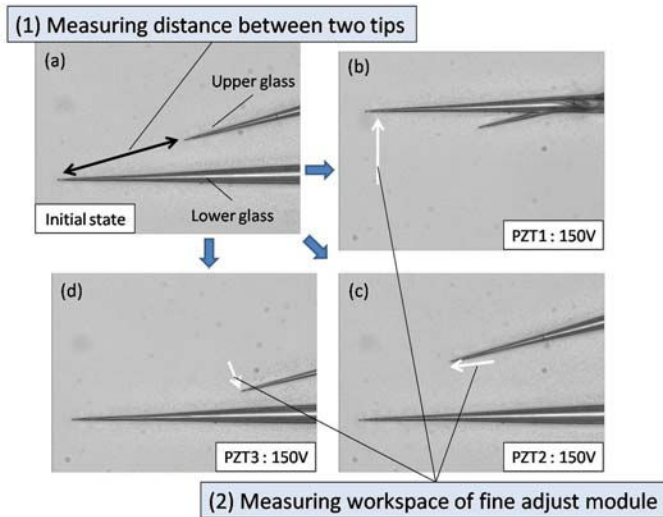 (1) Measuring distance between two tips
(a)
Upper glass
Lower glass
Initial state
(b)
PZT1 : 150V
(d)
PZT3 : 150V
(c)
PZT2 : 150V
(2) Measuring workspace of fine adjust module